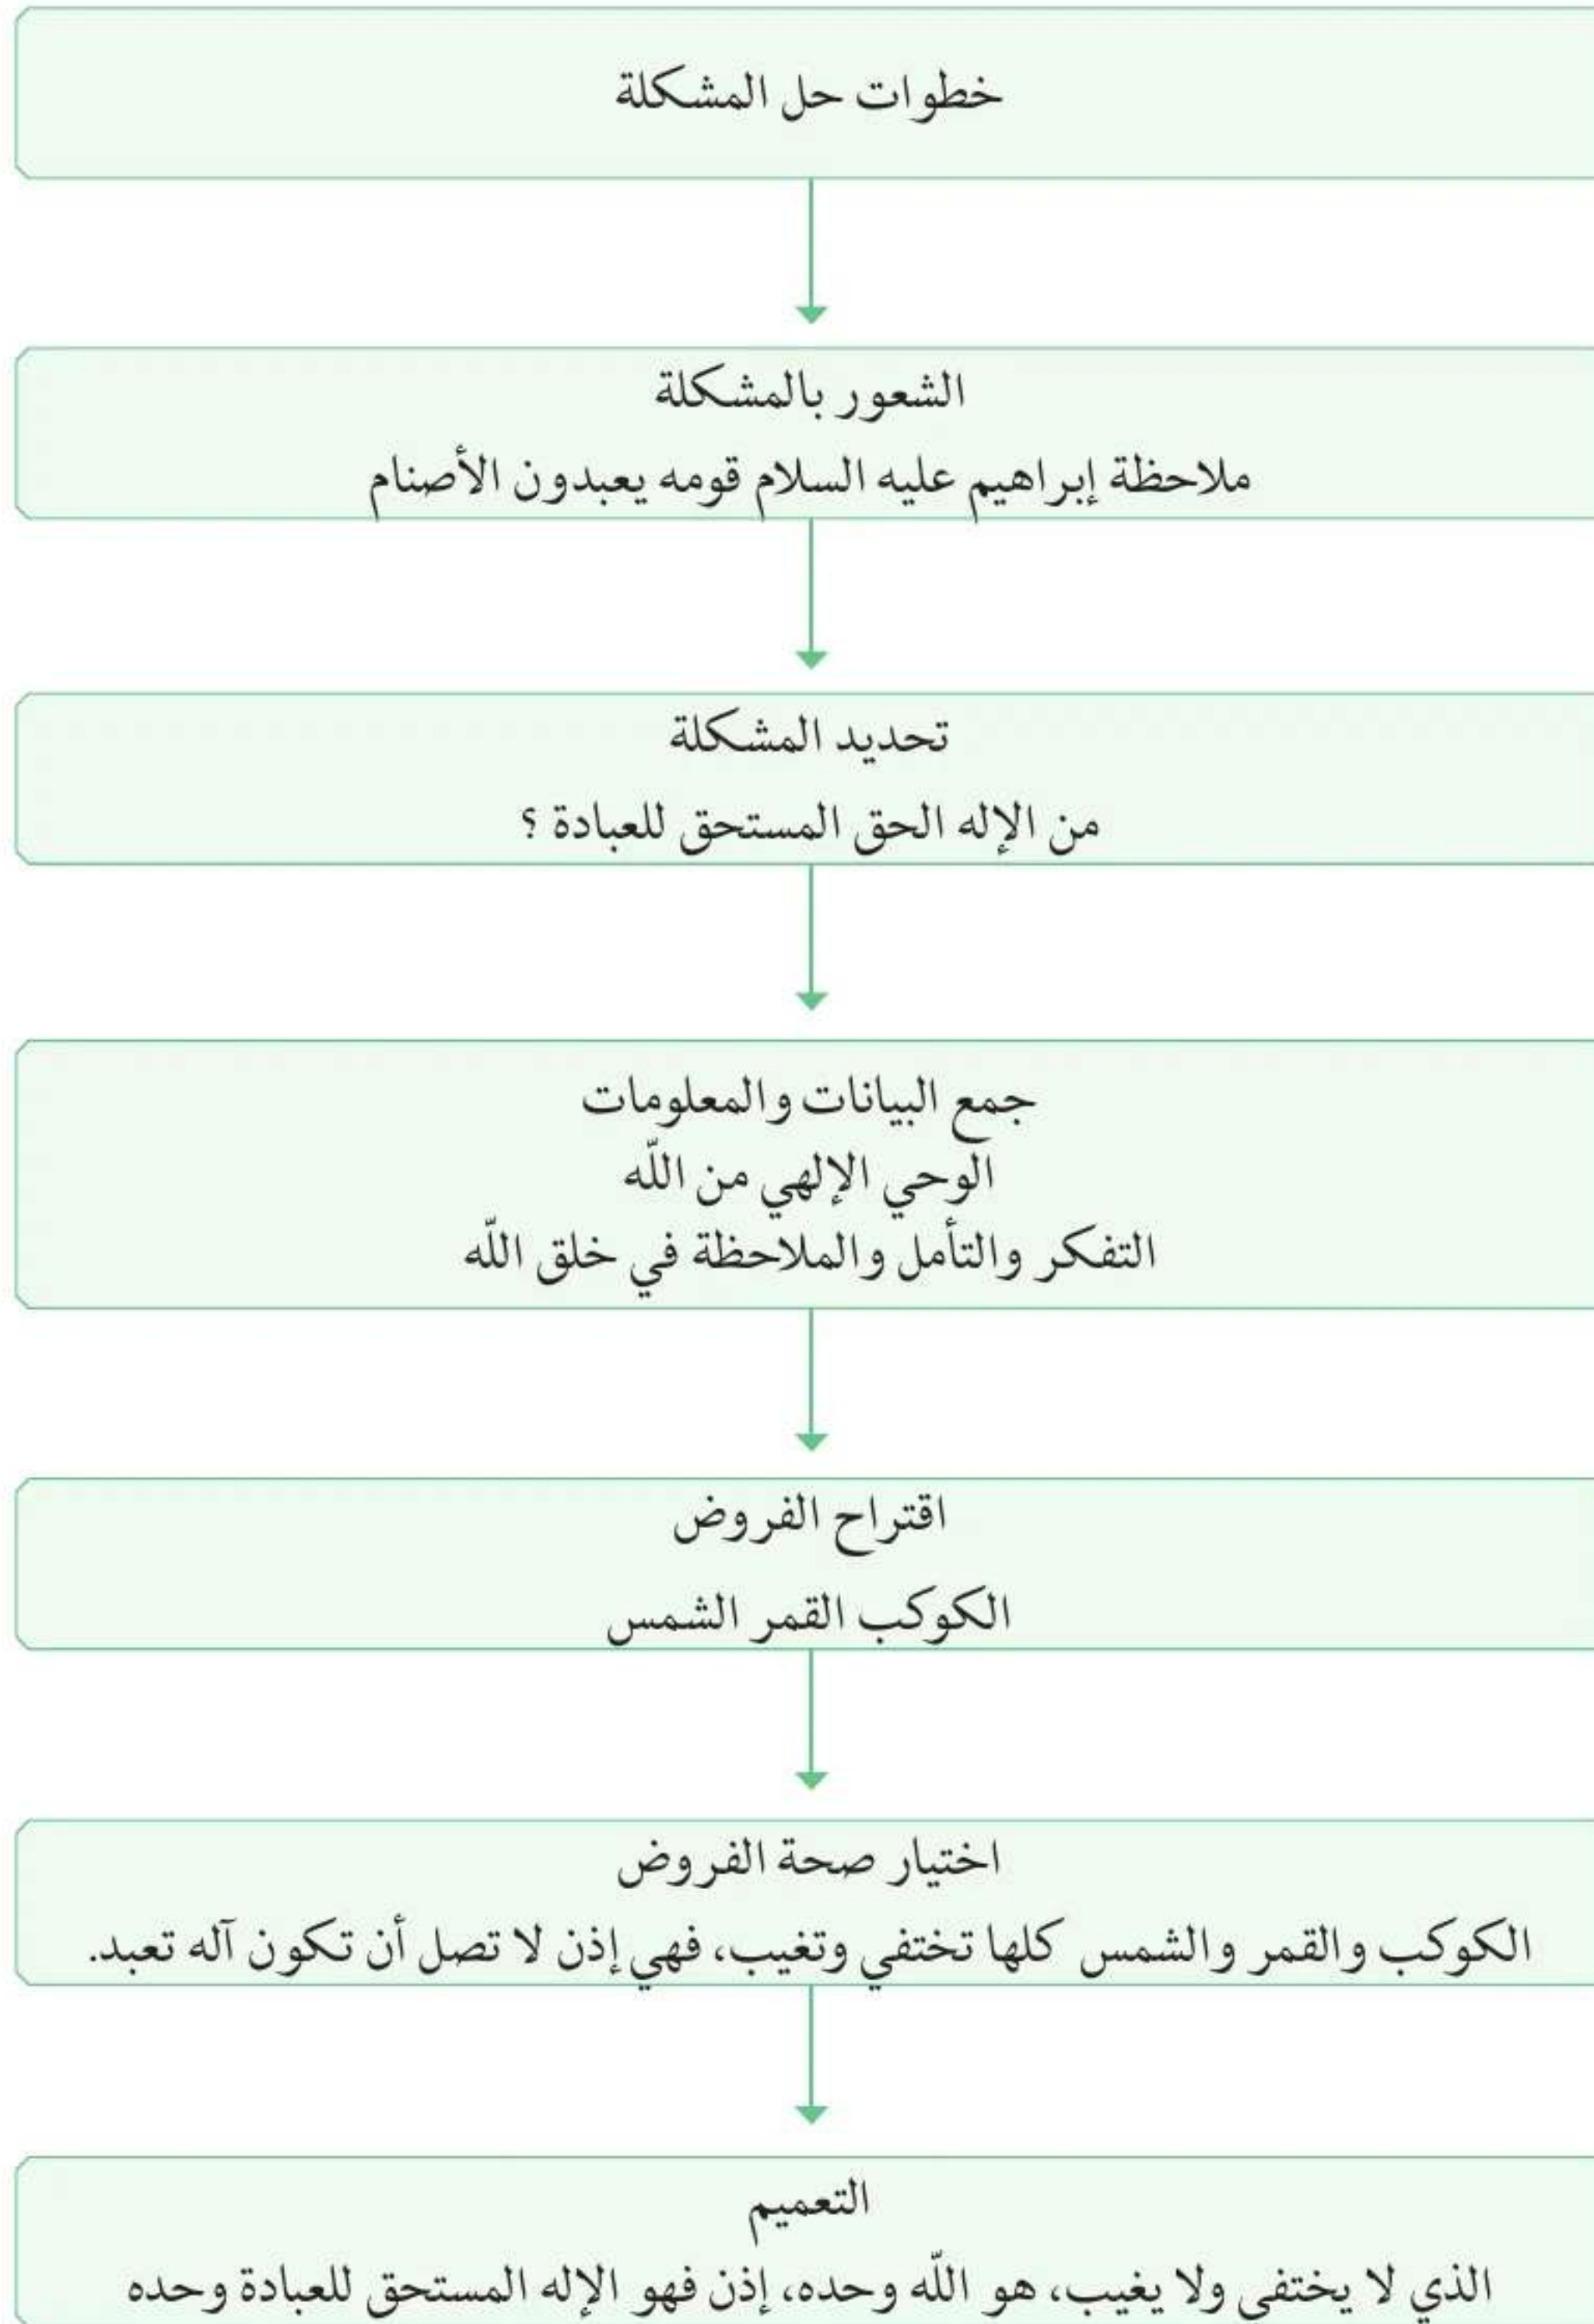 خطوات حل المشكلة
الشعور بالمشكلة
ملاحظة إبراهيم عليه السلام قومه يعبدون الأصنام
تحديد المشكلة
من الإله الحق المستحق للعبادة ؟
جمع البيانات والمعلومات
الوحي الإلهي من اللّه
التفكر والتأمل والملاحظة في خلق اللّه
اقتراح الفروض
الكوكب القمر الشمس
اختيار صحة الفروض
الكوكب والقمر والشمس كلها تختفي وتغيب، فهي إذن لا تصل أن تكون آله تعبد.
التعميم
الذي لا يختفي ولا يغيب، هو اللّه وحده، إذن فهو الإله المستحق للعبادة وحده